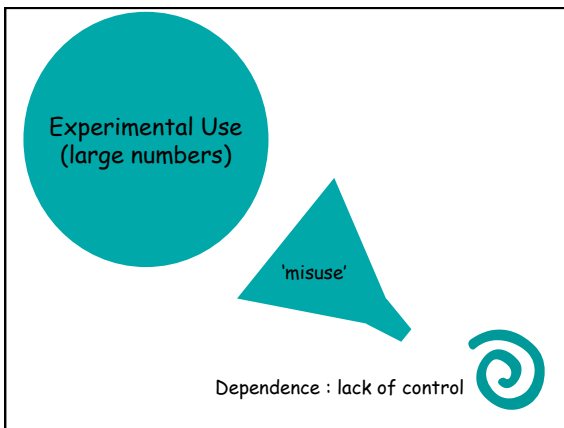 Experimental Use
(large numbers)
‘misuse’
Dependence : lack of control